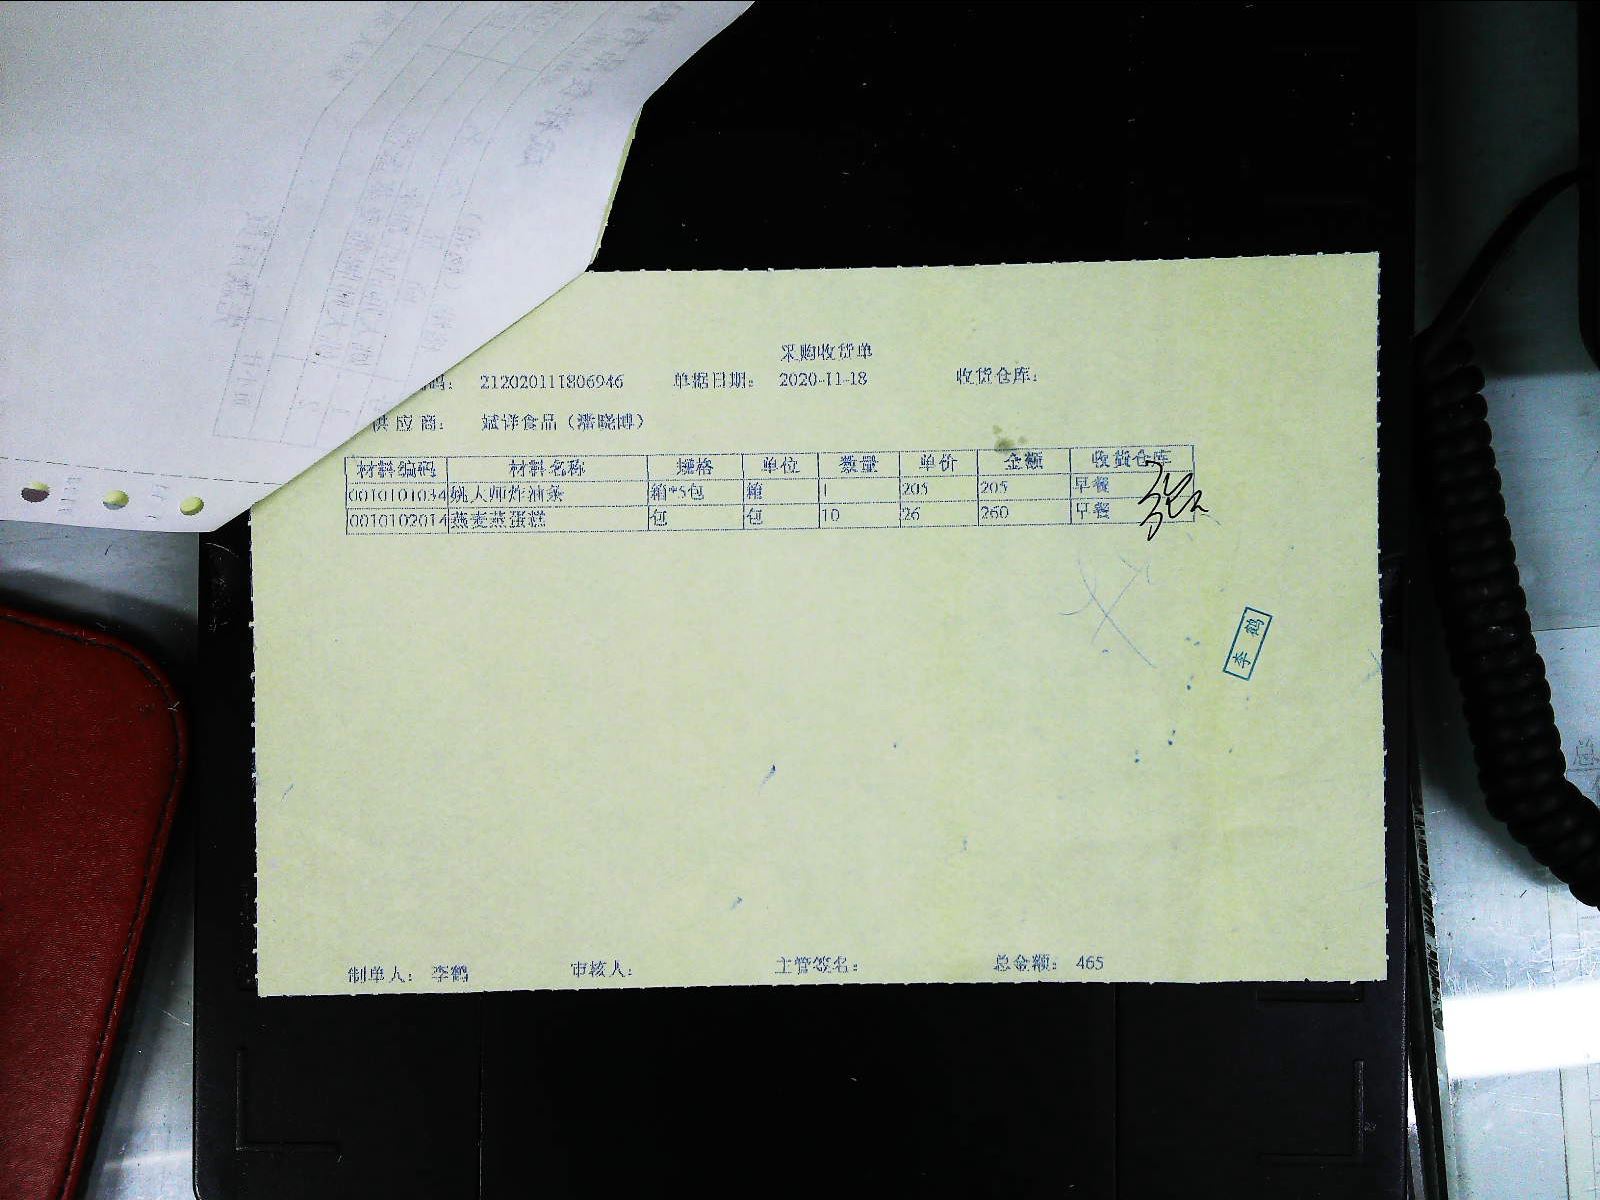 采购收货单
码： 212020111806946 单据日期： 2020-11-18 收货仓库：
供应商： 斌详食品（潘晓博）
材料编码 材料名称 规格 单位 数量 单价 金额 收货仓库
0010101034 姚大师炸油条 箱*5包 箱 1 205 205 早餐
0010102014 燕麦蒸蛋糕 包 包 10 26 260 早餐
李鹤
制单人： 李鹤 审核人： 主管签名： 总金额： 465